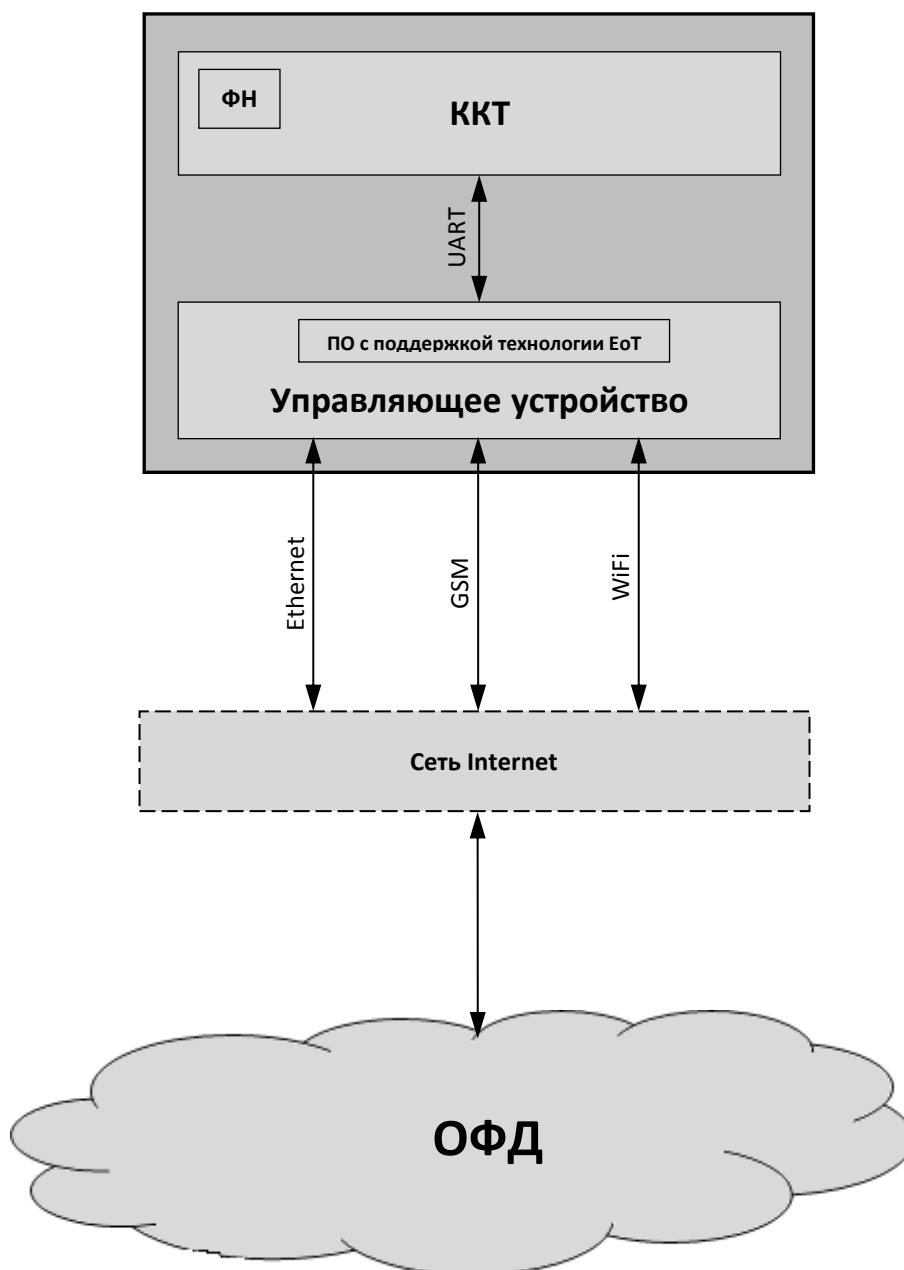 ФН
ККТ
UART
ПО с поддержкой технологии EoT
Управляющее устройство
Ethernet
GSM
WiFi
Сеть Internet
ОФД